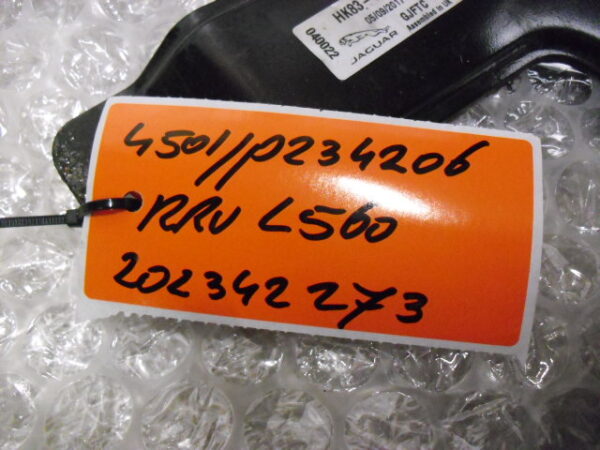 HK83-
05/09/2017
GJFTC
Assembled in UK
040022
JAGUAR
4501//P234206
RRV L560
202342273